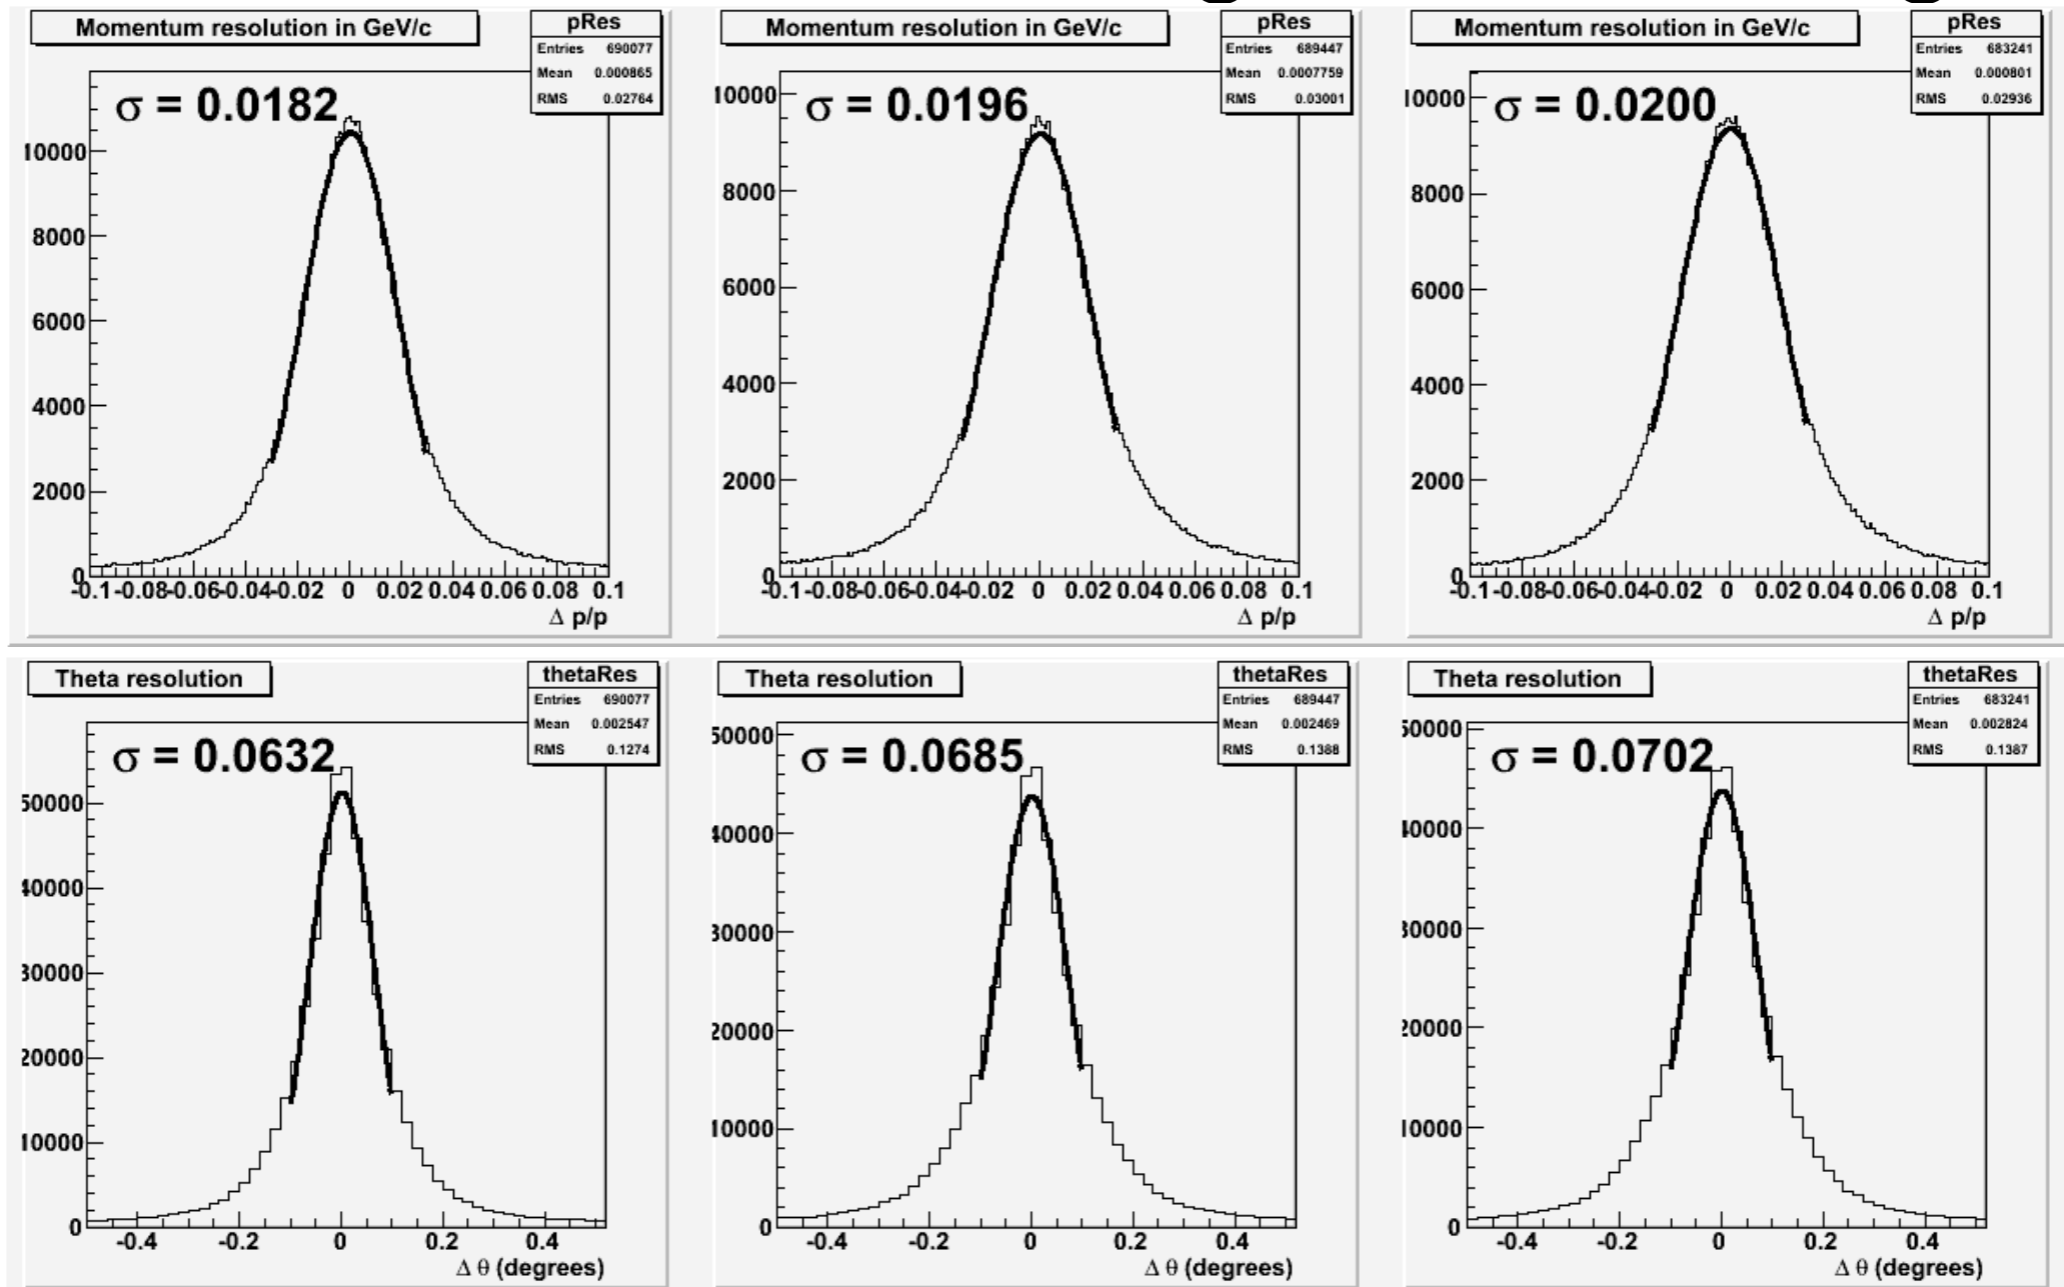 Momentum resolution in GeV/c
pRes
Entries 690077
Mean 0.000865
RMS 0.02764
σ = 0.0182
10000
8000
6000
4000
2000
0
-0.1 -0.08 -0.06 -0.04 -0.02 0 0.02 0.04 0.06 0.08 0.1
Δ p/p
Momentum resolution in GeV/c
pRes
Entries 689447
Mean 0.0007759
RMS 0.03001
σ = 0.0196
10000
8000
6000
4000
2000
0
-0.1 -0.08 -0.06 -0.04 -0.02 0 0.02 0.04 0.06 0.08 0.1
Δ p/p
Momentum resolution in GeV/c
pRes
Entries 683241
Mean 0.000801
RMS 0.02936
σ = 0.0200
10000
8000
6000
4000
2000
0
-0.1 -0.08 -0.06 -0.04 -0.02 0 0.02 0.04 0.06 0.08 0.1
Δ p/p
Theta resolution
thetaRes
Entries 690077
Mean 0.002547
RMS 0.1274
σ = 0.0632
50000
40000
30000
20000
10000
0
-0.4 -0.2 0 0.2 0.4
Δ θ (degrees)
Theta resolution
thetaRes
Entries 689447
Mean 0.002469
RMS 0.1388
σ = 0.0685
50000
40000
30000
20000
10000
0
-0.4 -0.2 0 0.2 0.4
Δ θ (degrees)
Theta resolution
thetaRes
Entries 683241
Mean 0.002824
RMS 0.1387
σ = 0.0702
50000
40000
30000
20000
10000
0
-0.4 -0.2 0 0.2 0.4
Δ θ (degrees)